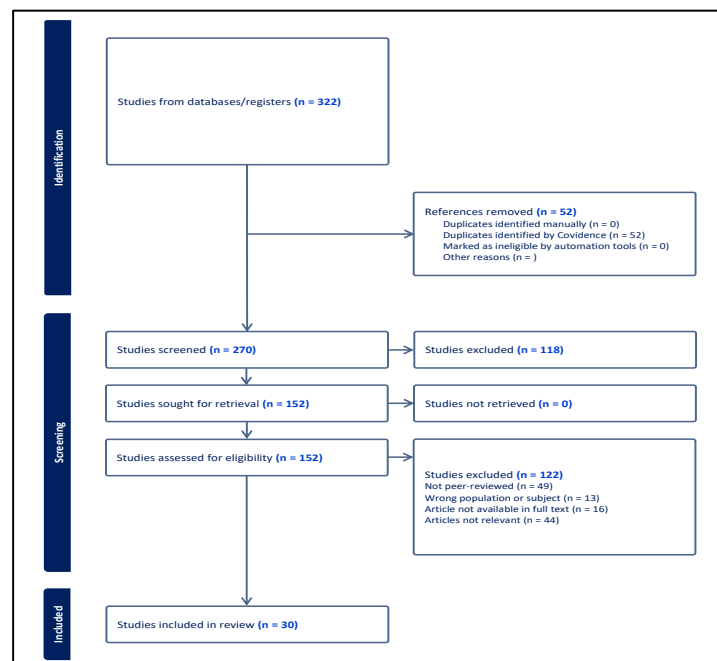 Identification
Studies from databases/registers (n = 322)
References removed (n = 52)
Duplicates identified manually (n = 0)
Duplicates identified by Covidence (n = 52)
Marked as ineligible by automation tools (n = 0)
Other reasons (n = )
Screening
Studies screened (n = 270)
Studies excluded (n = 118)
Studies sought for retrieval (n = 152)
Studies not retrieved (n = 0)
Studies assessed for eligibility (n = 152)
Studies excluded (n = 122)
Not peer-reviewed (n = 49)
Wrong population or subject (n = 13)
Article not available in full text (n = 16)
Articles not relevant (n = 44)
Included
Studies included in review (n = 30)